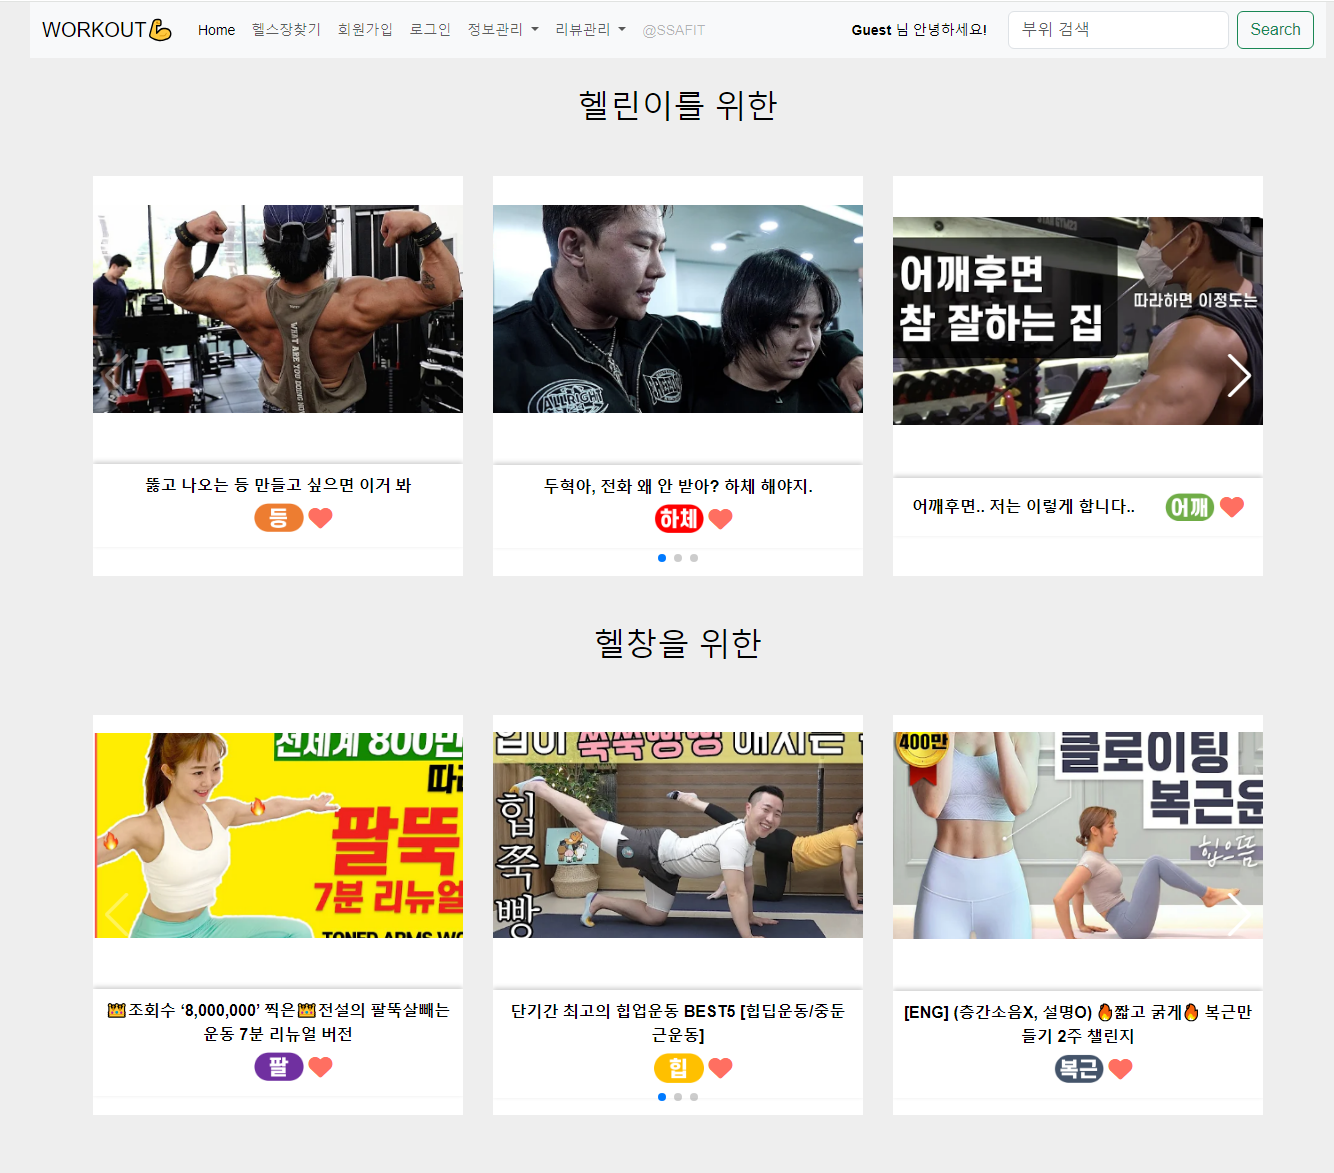 WORKOUT💪 Home 헬스장찾기 회원가입 로그인 정보관리 리뷰관리 @SSAFIT Guest 님 안녕하세요! 부위 검색 Search
헬린이를 위한
WHAT ARE YOU DOING
ALLRIGHT
어깨후면
참 잘하는 집
따라하면 이정도는
뚫고 나오는 등 만들고 싶으면 이거 봐
등
두혁아, 전화 왜 안 받아? 하체 해야지.
하체
어깨후면.. 저는 이렇게 합니다..
어깨
헬창을 위한
전세계 800만
따라
팔뚝
7분 리뉴얼
TONED ARMS WO
힙이 쭉쭉빵빵 해지는
힙쭉빵
400만
클로이팅
복근운
힙으뜸
👑조회수 ‘8,000,000’ 찍은👑전설의 팔뚝살빼는
운동 7분 리뉴얼 버전
팔
단기간 최고의 힙업운동 BEST5 [힙딥운동/중둔
근운동]
힙
[ENG] (층간소음X, 설명O) 🔥짧고 굵게🔥 복근만
들기 2주 챌린지
복근